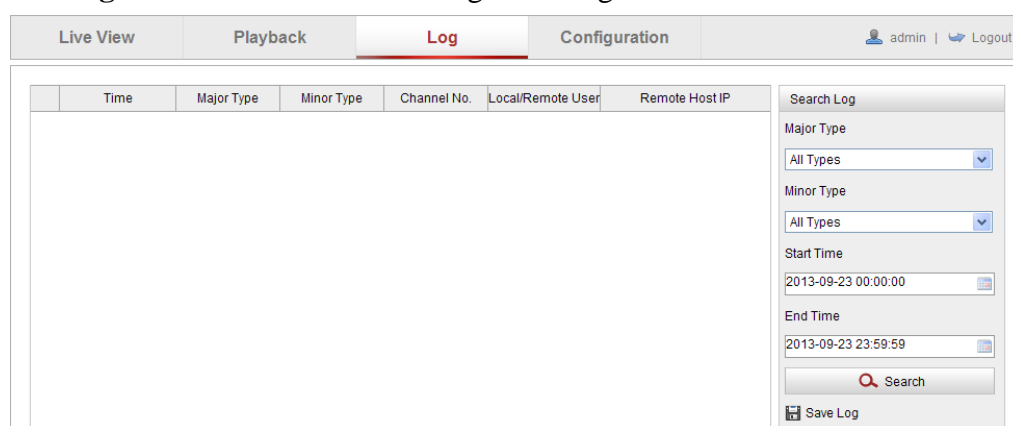 Live View Playback Log Configuration admin | Logout
Time Major Type Minor Type Channel No. Local/Remote User Remote Host IP
Search Log
Major Type
All Types
Minor Type
All Types
Start Time
2013-09-23 00:00:00
End Time
2013-09-23 23:59:59
Search
Save Log